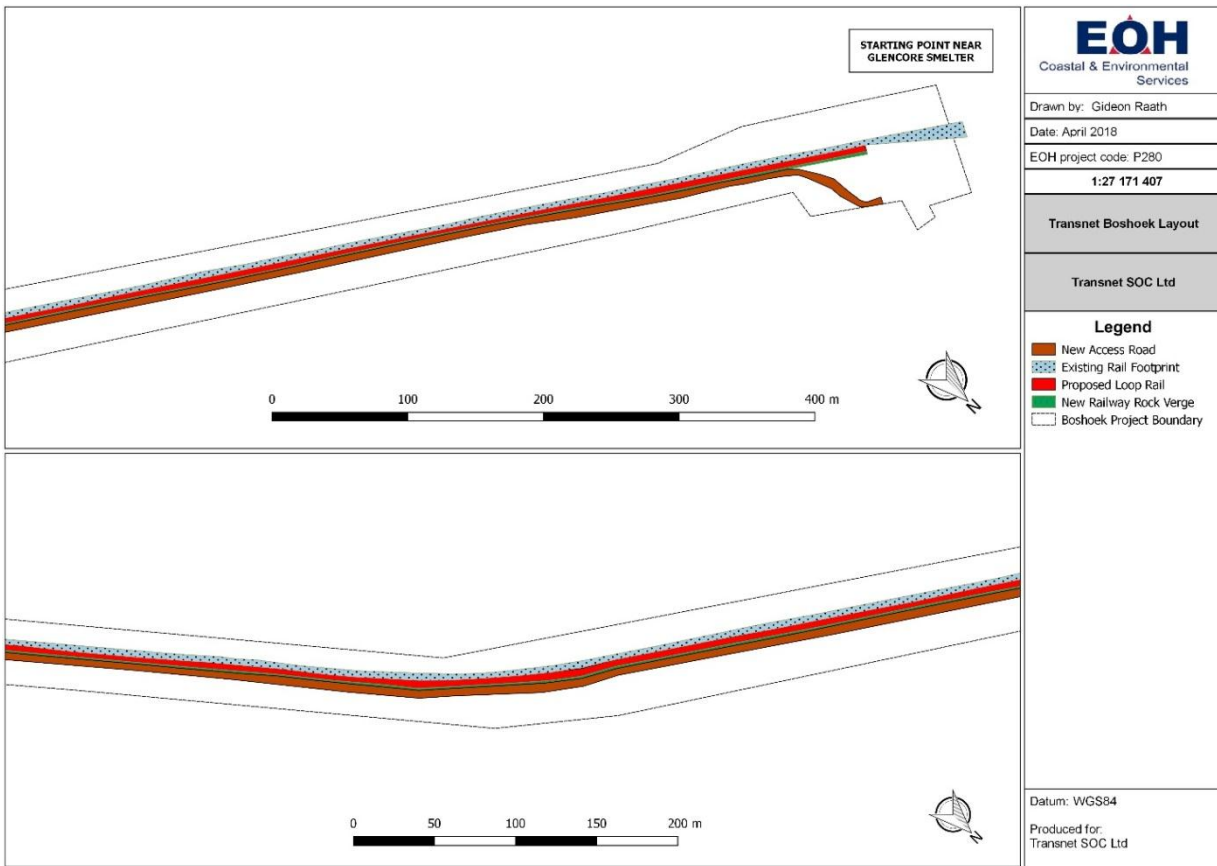 STARTING POINT NEAR
GLENCORE SMELTER
0 100 200 300 400 m
N
0 50 100 150 200 m
N
EOH
Coastal & Environmental
Services
Drawn by: Gideon Raath
Date: April 2018
EOH project code: P280
1:27 171 407
Transnet Boshoek Layout
Transnet SOC Ltd
Legend
New Access Road
Existing Rail Footprint
Proposed Loop Rail
New Railway Rock Verge
Boshoek Project Boundary
Datum: WGS84
Produced for:
Transnet SOC Ltd